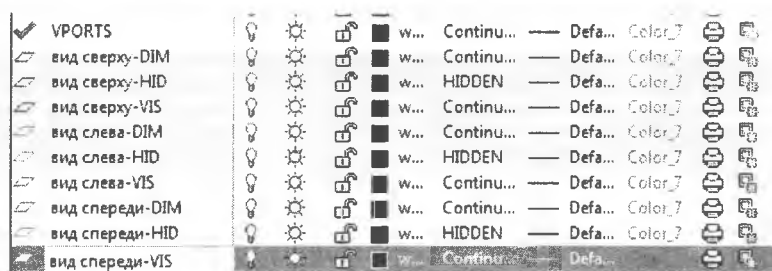 VPORTS w... Continu... Defa... Color_7
вид сверху-DIM w... Continu... Defa... Color_7
вид сверху-HID w... HIDDEN Defa... Color_7
вид сверху-VIS w... Continu... Defa... Color_7
вид слева-DIM w... Continu... Defa... Color_7
вид слева-HID w... HIDDEN Defa... Color_7
вид слева-VIS w... Continu... Defa... Color_7
вид спереди-DIM w... Continu... Defa... Color_7
вид спереди-HID w... HIDDEN Defa... Color_7
вид спереди-VIS w... Continu... Defa...